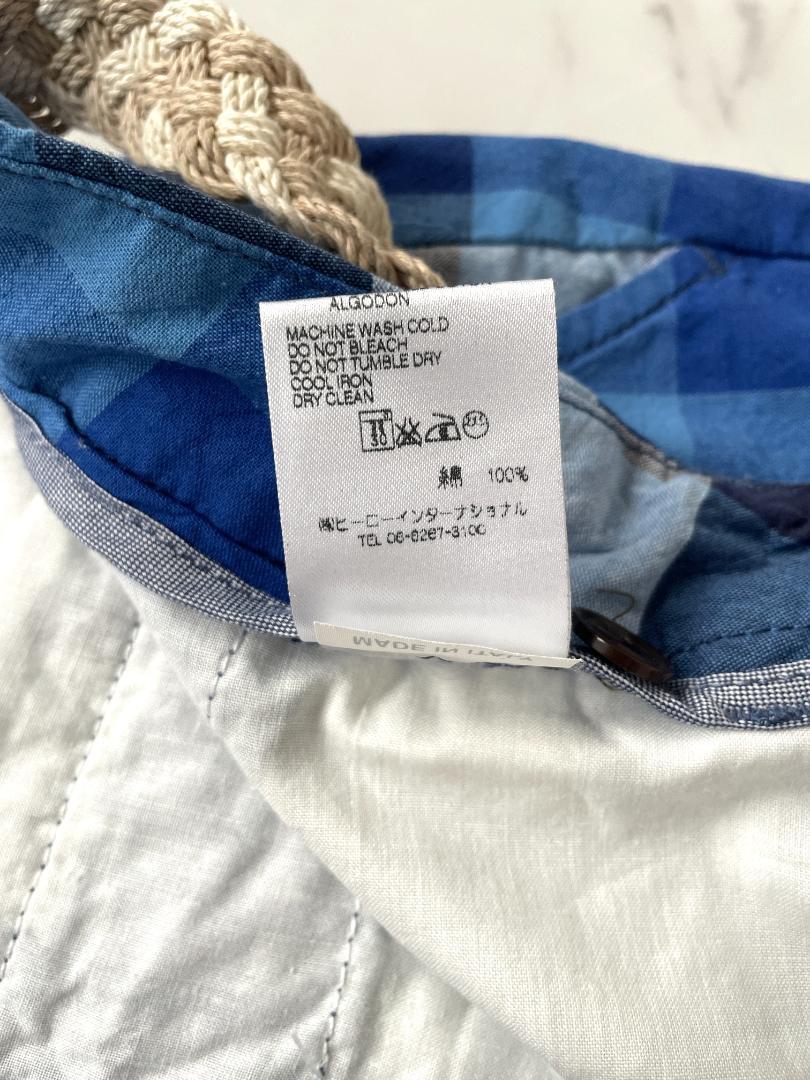 ALGODON
MACHINE WASH COLD
DO NOT BLEACH
DO NOT TUMBLE DRY
COOL IRON
DRY CLEAN
30
綿 100%
㈱ヒーローインターナショナル
TEL 06-6267-3100
MADE IN ITALY